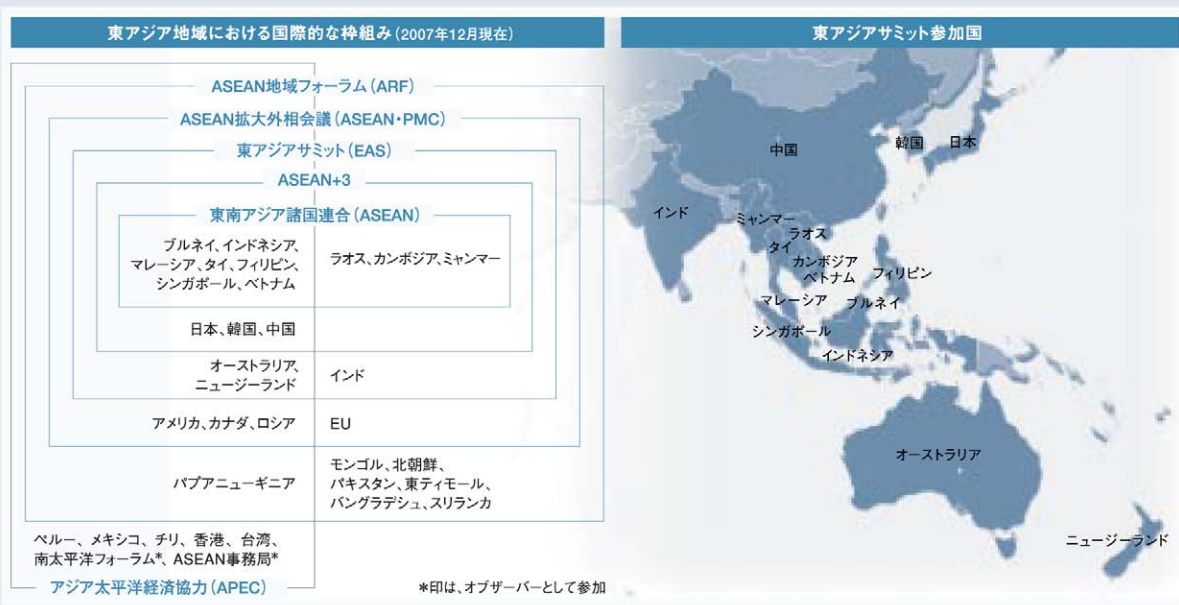 東アジア地域における国際的な枠組み(2007年12月現在)
ASEAN地域フォーラム(ARF)
ASEAN拡大外相会議(ASEAN・PMC)
東アジアサミット(EAS)
ASEAN+3
東南アジア諸国連合(ASEAN)
ブルネイ、インドネシア、
マレーシア、タイ、フィリピン、
シンガポール、ベトナム
ラオス、カンボジア、ミャンマー
日本、韓国、中国
オーストラリア、
ニュージーランド
インド
アメリカ、カナダ、ロシア
EU
パプアニューギニア
モンゴル、北朝鮮、
パキスタン、東ティモール、
バングラデシュ、スリランカ
ペルー、メキシコ、チリ、香港、台湾、
南太平洋フォーラム*、ASEAN事務局*
アジア太平洋経済協力(APEC)
*印は、オブザーバーとして参加
東アジアサミット参加国
中国
韓国
日本
インド
ミャンマー
ラオス
タイ
カンボジア
ベトナム
フィリピン
マレーシア
ブルネイ
シンガポール
インドネシア
オーストラリア
ニュージーランド